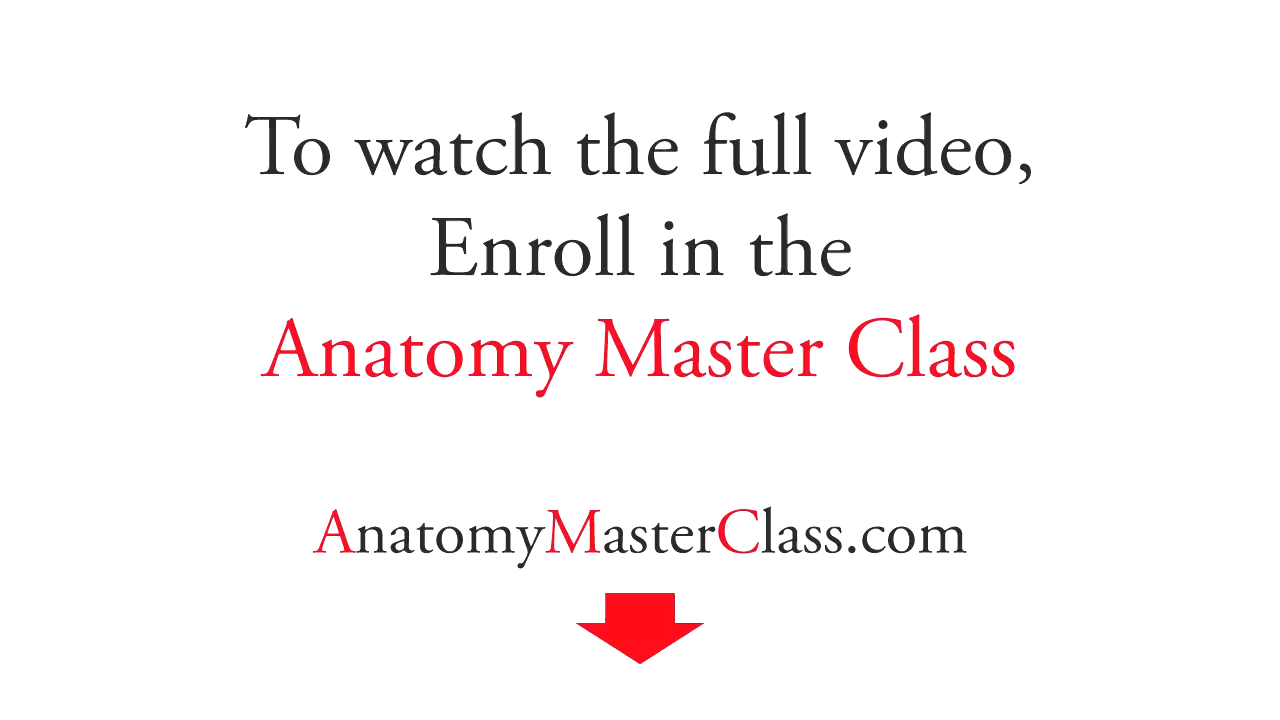 To watch the full video,
Enroll in the
Anatomy Master Class
AnatomyMasterClass.com